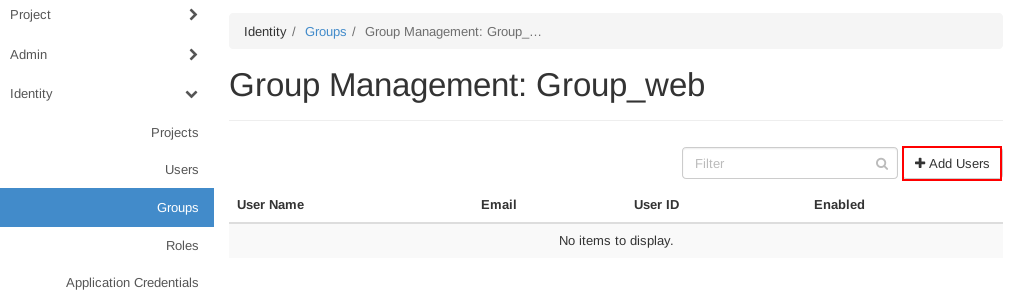 Project
Admin
Identity
Projects
Users
Groups
Roles
Application Credentials
Identity / Groups / Group Management: Group_...
Group Management: Group_web
Filter
Add Users
User Name Email User ID Enabled
No items to display.